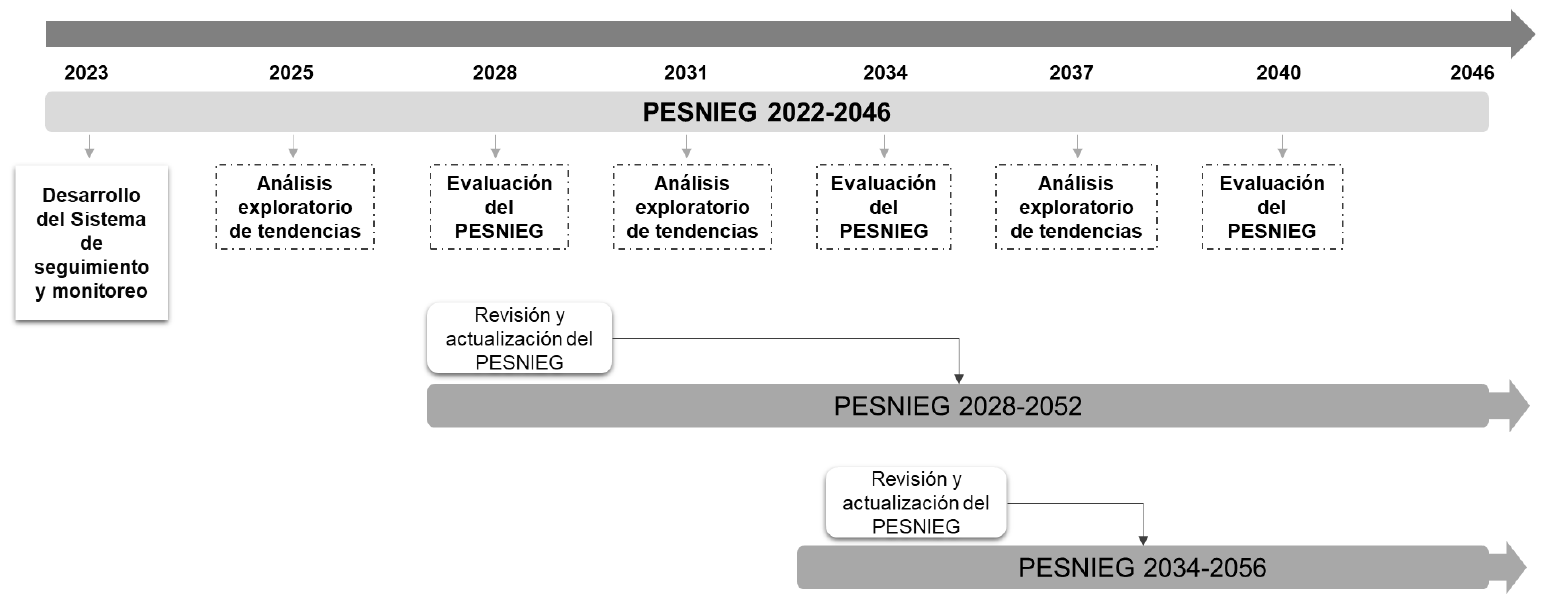 2023 2025 2028 2031 2034 2037 2040 2046
PESNIEG 2022-2046
Desarrollo
del Sistema
de
seguimiento
y monitoreo
Análisis
exploratorio
de tendencias
Evaluación
del
PESNIEG
Análisis
exploratorio
de tendencias
Evaluación
del
PESNIEG
Análisis
exploratorio
de tendencias
Evaluación
del
PESNIEG
Revisión y
actualización del
PESNIEG
PESNIEG 2028-2052
Revisión y
actualización del
PESNIEG
PESNIEG 2034-2056